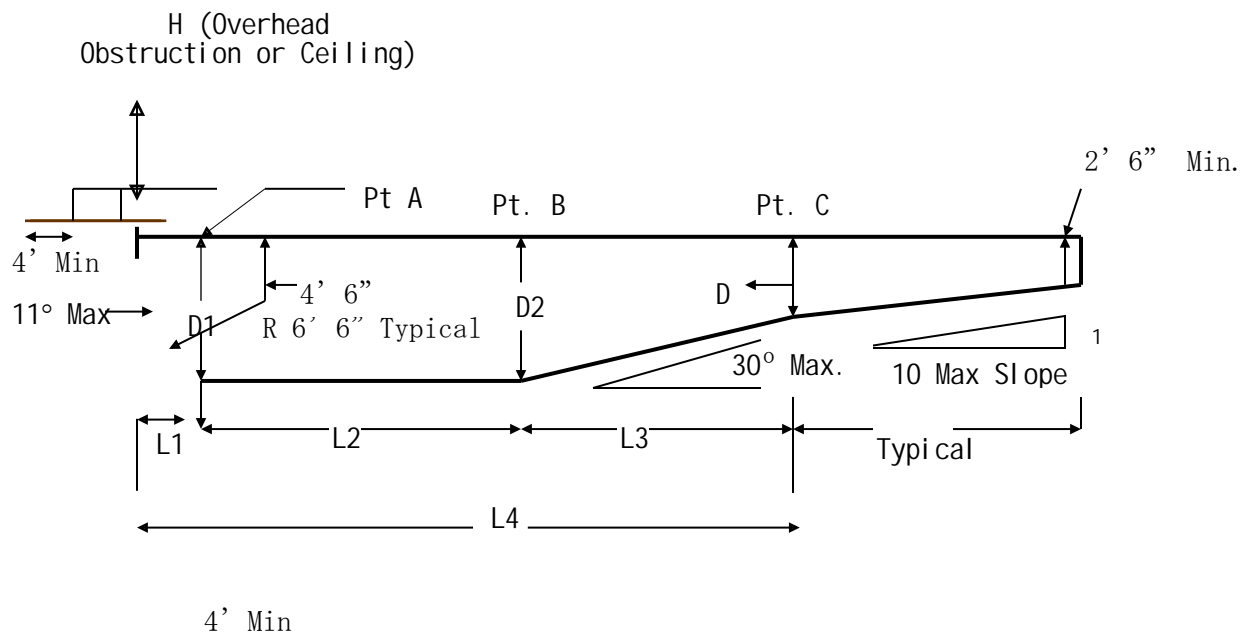 H (Overhead
Obstruction or Ceiling)
2’ 6” Min.
Pt A
Pt. B
Pt. C
4’ Min
11° Max
D1
4’ 6”
R 6’ 6” Typical
D2
D
30° Max.
1
10 Max Slope
L1
L2
L3
Typical
L4
4’ Min